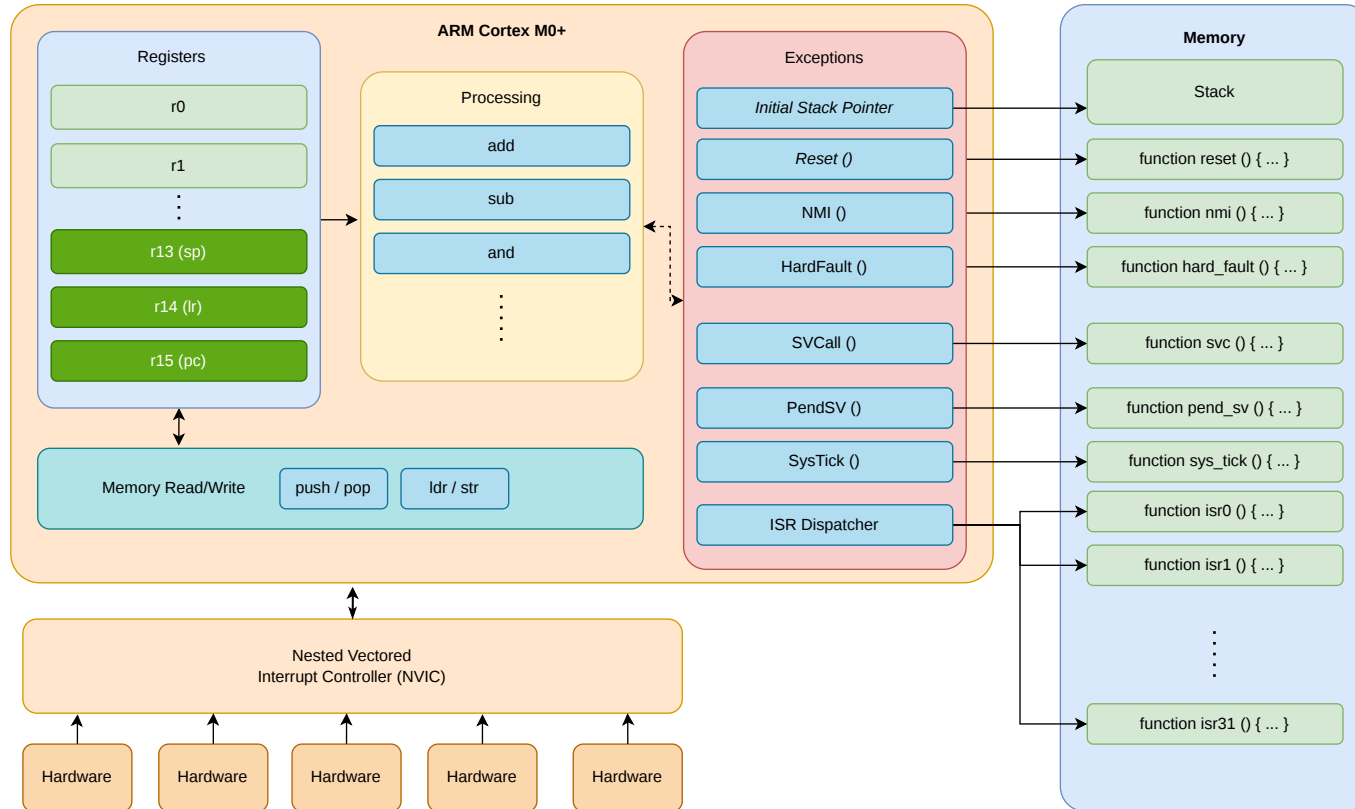 ARM Cortex M0+
Registers
r0
r1
r13 (sp)
r14 (lr)
r15 (pc)
Processing
add
sub
and
Memory Read/Write
push / pop
ldr / str
Exceptions
Initial Stack Pointer
Reset ()
NMI ()
HardFault ()
SVCall ()
PendSV ()
SysTick ()
ISR Dispatcher
Memory
Stack
function reset () { ... }
function nmi () { ... }
function hard_fault () { ... }
function svc () { ... }
function pend_sv () { ... }
function sys_tick () { ... }
function isr0 () { ... }
function isr1 () { ... }
function isr31 () { ... }
Nested Vectored
Interrupt Controller (NVIC)
Hardware
Hardware
Hardware
Hardware
Hardware